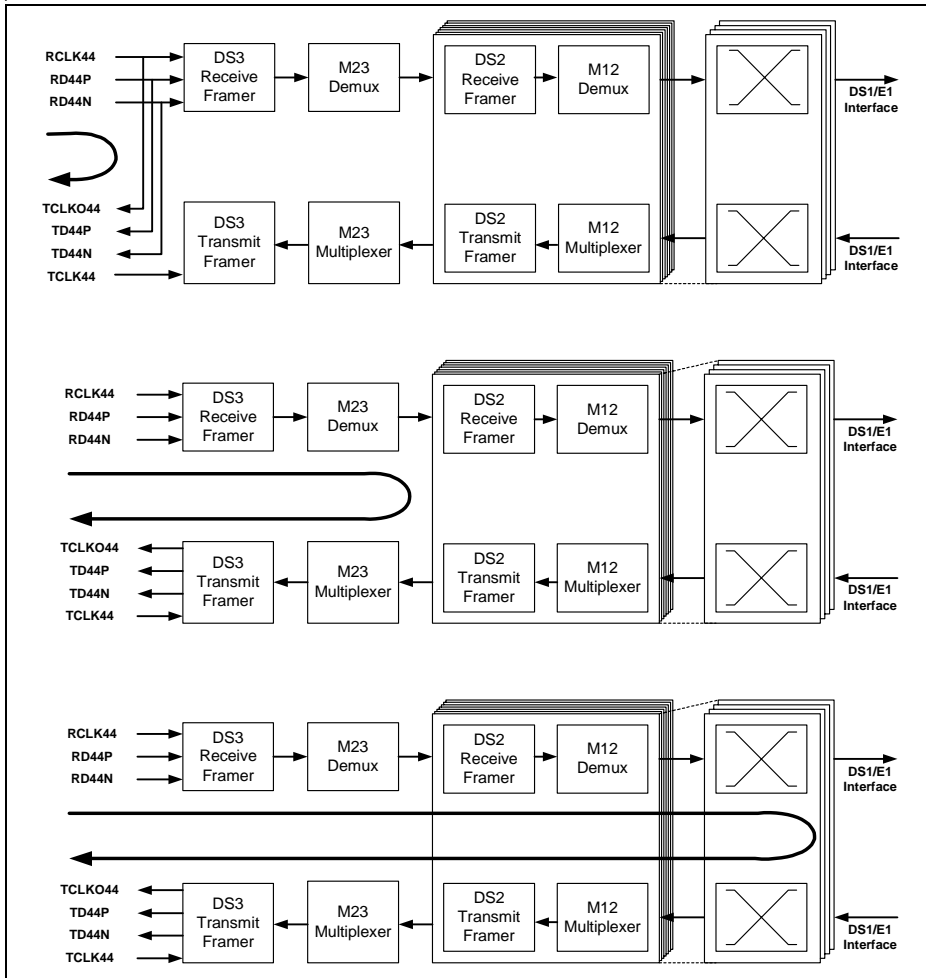 RCLK44
RD44P
RD44N
DS3
Receive
Framer
M23
Demux
DS2
Receive
Framer
M12
Demux
DS1/E1
Interface
TCLKO44
TD44P
TD44N
TCLK44
DS3
Transmit
Framer
M23
Multiplexer
DS2
Transmit
Framer
M12
Multiplexer
DS1/E1
Interface
RCLK44
RD44P
RD44N
DS3
Receive
Framer
M23
Demux
DS2
Receive
Framer
M12
Demux
DS1/E1
Interface
TCLKO44
TD44P
TD44N
TCLK44
DS3
Transmit
Framer
M23
Multiplexer
DS2
Transmit
Framer
M12
Multiplexer
DS1/E1
Interface
RCLK44
RD44P
RD44N
DS3
Receive
Framer
M23
Demux
DS2
Receive
Framer
M12
Demux
DS1/E1
Interface
TCLKO44
TD44P
TD44N
TCLK44
DS3
Transmit
Framer
M23
Multiplexer
DS2
Transmit
Framer
M12
Multiplexer
DS1/E1
Interface